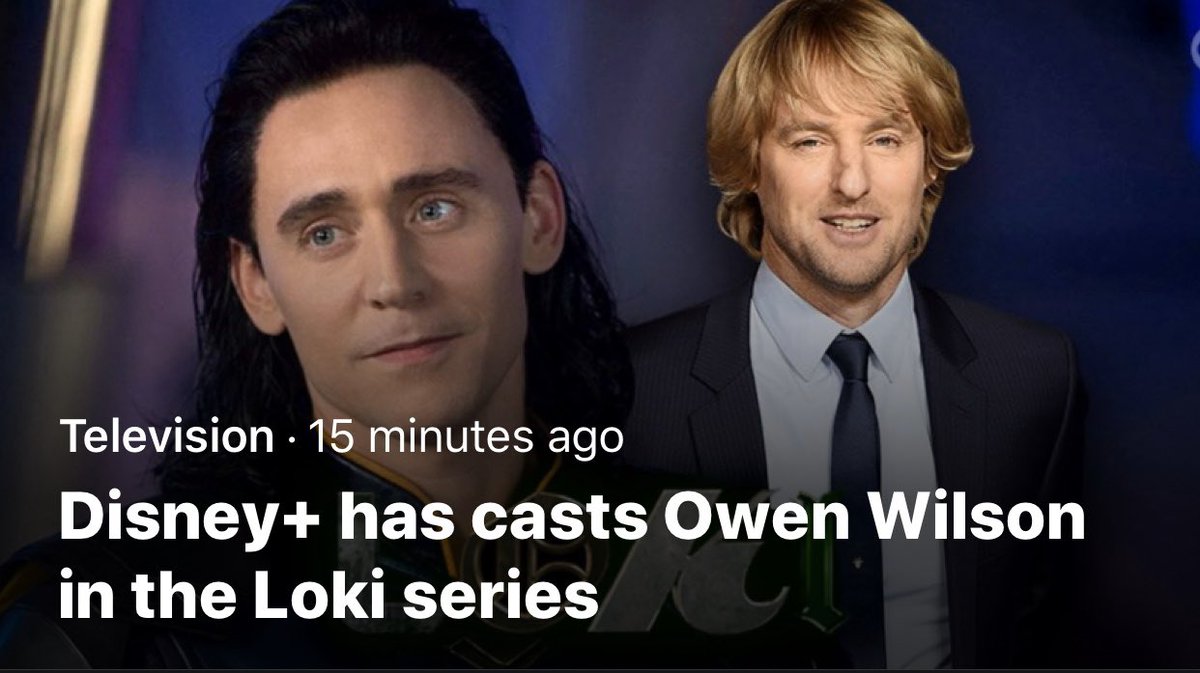 Television · 15 minutes ago
Disney+ has casts Owen Wilson
in the Loki series